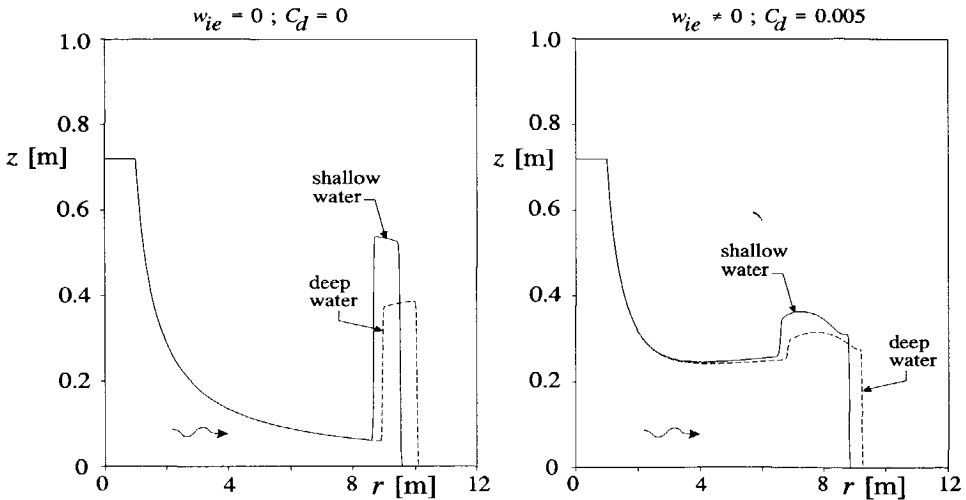 w_ie = 0 ; C_d = 0
1.0
0.8
z [m]
0.6
0.4
0.2
0
shallow
water
deep
water
0
4
8
r [m]
12
w_ie ≠ 0 ; C_d = 0.005
1.0
0.8
z [m]
0.6
0.4
0.2
0
shallow
water
deep
water
0
4
8
r [m]
12